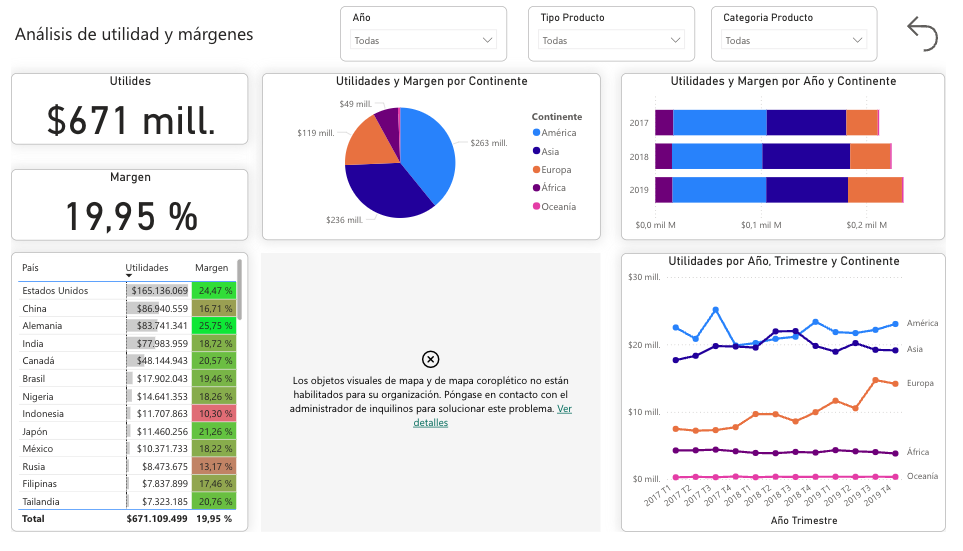 Análisis de utilidad y márgenes
Año
Todas
Tipo Producto
Todas
Categoria Producto
Todas
Utilides
$671 mill.
Margen
19,95 %
Utilidades y Margen por Continente
$49 mill.
$119 mill.
$263 mill.
$236 mill.
Continente
América
Asia
Europa
África
Oceanía
Utilidades y Margen por Año y Continente
2017
2018
2019
$0,0 mil M
$0,1 mil M
$0,2 mil M
País Utilidades Margen
Estados Unidos $165.136.069 24,47 %
China $86.940.559 16,71 %
Alemania $83.741.341 25,75 %
India $77.983.959 18,72 %
Canadá $48.144.943 20,57 %
Brasil $17.902.043 19,46 %
Nigeria $14.641.353 18,26 %
Indonesia $11.707.863 10,30 %
Japón $11.460.256 21,26 %
México $10.371.733 18,22 %
Rusia $8.473.675 13,17 %
Filipinas $7.837.899 17,46 %
Tailandia $7.323.185 20,76 %
Total $671.109.499 19,95 %
Los objetos visuales de mapa y de mapa coroplético no están
habilitados para su organización. Póngase en contacto con el
administrador de inquilinos para solucionar este problema. Ver
detalles
Utilidades por Año, Trimestre y Continente
$30 mill.
$20 mill.
$10 mill.
$0 mill.
América
Asia
Europa
África
Oceanía
2017 T1
2017 T2
2017 T3
2017 T4
2018 T1
2018 T2
2018 T3
2018 T4
2019 T1
2019 T2
2019 T3
2019 T4
Año Trimestre